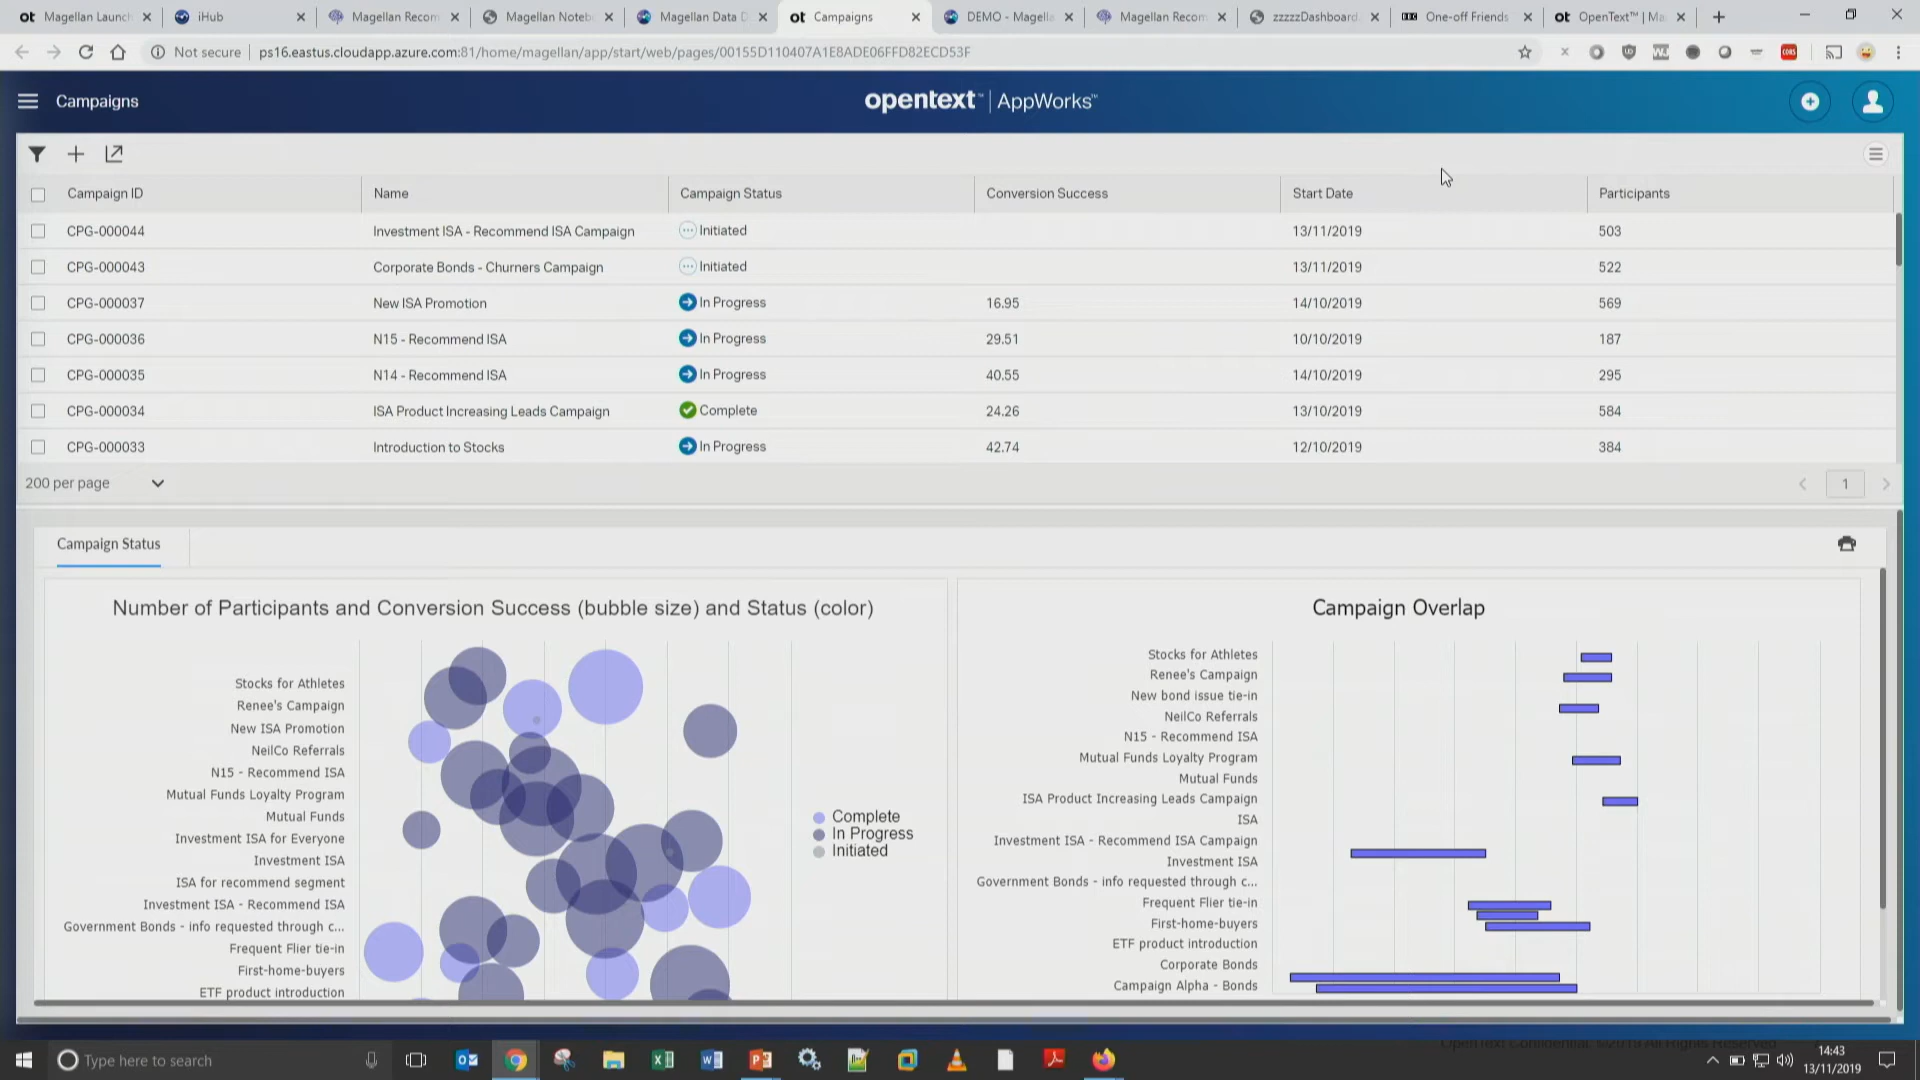 Magellan Launch
iHub
Magellan Recom
Magellan Noteb
Magellan Data D
Campaigns
DEMO - Magella
Magellan Recom
zzzzzDashboard
One-off Friends
OpenText™ | Ma
Not secure
ps16.eastus.cloudapp.azure.com:81/home/magellan/app/start/web/pages/00155D110407A1E8ADE06FFD82ECD53F
Campaigns
opentext™ | AppWorks™
Campaign ID Name Campaign Status Conversion Success Start Date Participants
CPG-000044 Investment ISA - Recommend ISA Campaign Initiated 13/11/2019 503
CPG-000043 Corporate Bonds - Churners Campaign Initiated 13/11/2019 522
CPG-000037 New ISA Promotion In Progress 16.95 14/10/2019 569
CPG-000036 N15 - Recommend ISA In Progress 29.51 10/10/2019 187
CPG-000035 N14 - Recommend ISA In Progress 40.55 14/10/2019 295
CPG-000034 ISA Product Increasing Leads Campaign Complete 24.26 13/10/2019 584
CPG-000033 Introduction to Stocks In Progress 42.74 12/10/2019 384
200 per page
1
Campaign Status
Number of Participants and Conversion Success (bubble size) and Status (color)
Stocks for Athletes
Renee's Campaign
New ISA Promotion
NeilCo Referrals
N15 - Recommend ISA
Mutual Funds Loyalty Program
Mutual Funds
Investment ISA for Everyone
Investment ISA
ISA for recommend segment
Investment ISA - Recommend ISA
Government Bonds - info requested through c...
Frequent Flier tie-in
First-home-buyers
ETF product introduction
Complete
In Progress
Initiated
Campaign Overlap
Stocks for Athletes
Renee's Campaign
New bond issue tie-in
NeilCo Referrals
N15 - Recommend ISA
Mutual Funds Loyalty Program
Mutual Funds
ISA Product Increasing Leads Campaign
ISA
Investment ISA - Recommend ISA Campaign
Investment ISA
Government Bonds - info requested through c...
Frequent Flier tie-in
First-home-buyers
ETF product introduction
Corporate Bonds
Campaign Alpha - Bonds
OpenText Confidential. ©2019 All Rights Reserved
Type here to search
14:43
13/11/2019